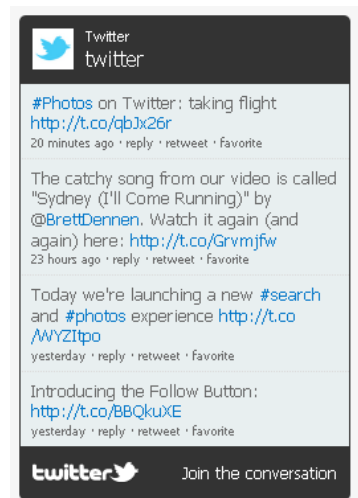 Twitter
twitter
#Photos on Twitter: taking flight
http://t.co/qbJx26r
20 minutes ago · reply · retweet · favorite
The catchy song from our video is called
"Sydney (I'll Come Running)" by
@BrettDennen. Watch it again (and
again) here: http://t.co/Grvmjfw
23 hours ago · reply · retweet · favorite
Today we're launching a new #search
and #photos experience http://t.co
/WYZItpo
yesterday · reply · retweet · favorite
Introducing the Follow Button:
http://t.co/BBQkuXE
yesterday · reply · retweet · favorite
twitter Join the conversation